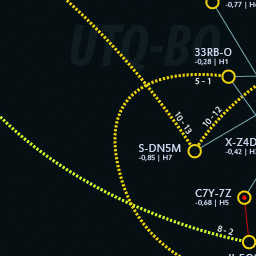 -0,77 | H
UTQ-BO
33RB-O
-0,28 | H1
5 - 1
10 - 13
10 - 12
S-DN5M
-0,85 | H7
X-Z4D
-0,42 | H
C7Y-7Z
-0,68 | H5
8 - 2